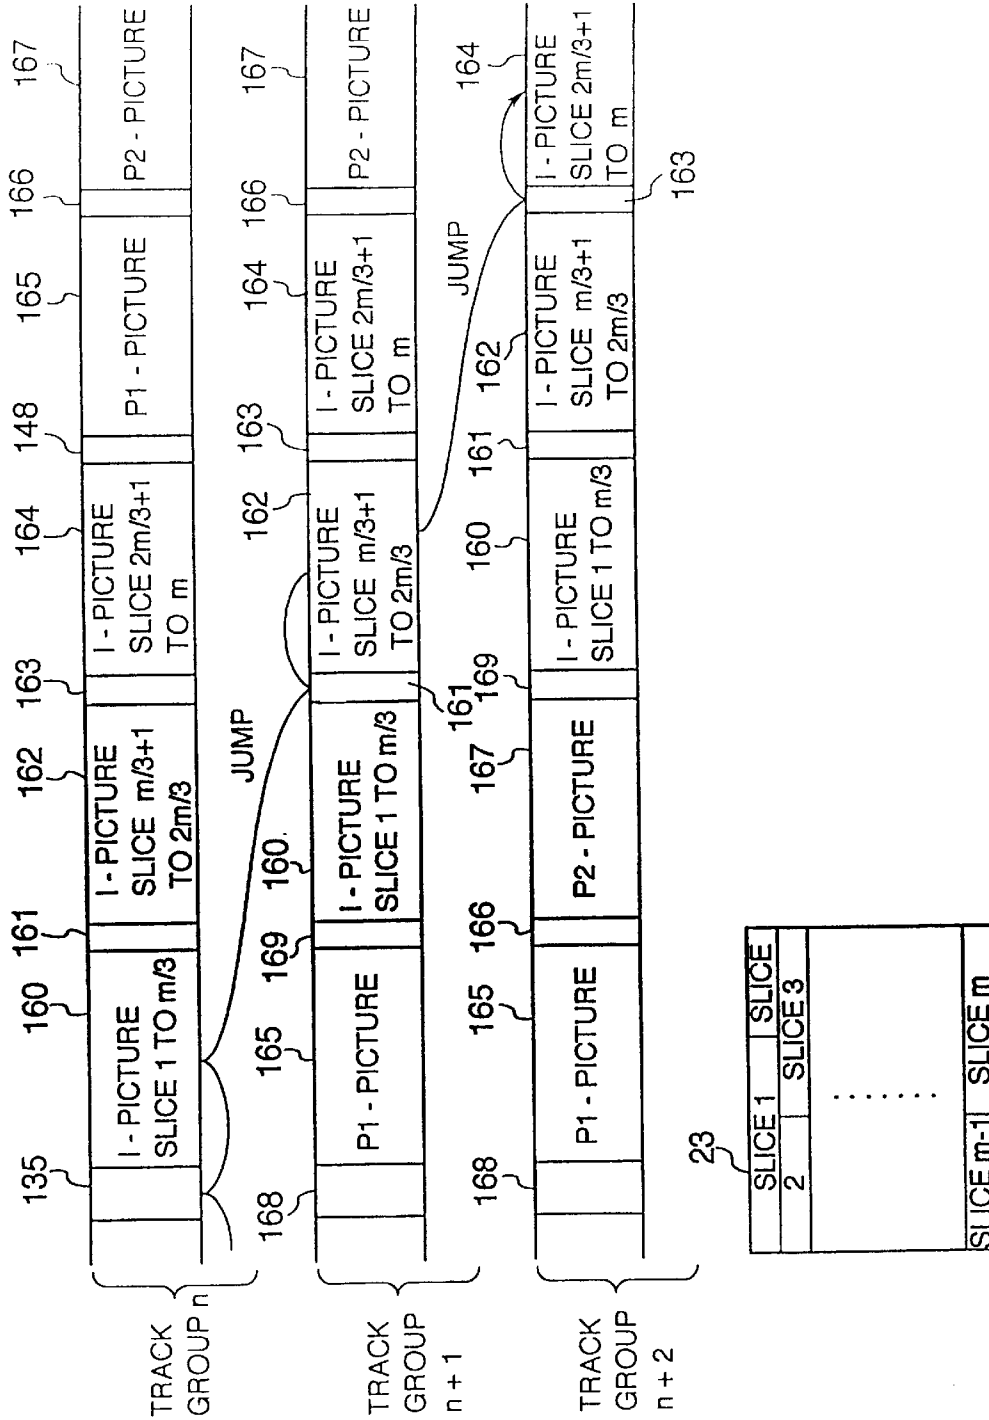 135 160 161 162 163 164 148 165 166 167
TRACK
GROUP n
I - PICTURE
SLICE 1 TO m/3
I - PICTURE
SLICE m/3+1
TO 2m/3
I - PICTURE
SLICE 2m/3+1
TO m
P1 - PICTURE
P2 - PICTURE
JUMP
168 165 169 160 162 163 164 166 167
TRACK
GROUP
n + 1
P1 - PICTURE
I - PICTURE
SLICE 1 TO m/3
I - PICTURE
SLICE m/3+1
TO 2m/3
I - PICTURE
SLICE 2m/3+1
TO m
P2 - PICTURE
161
JUMP
168 165 166 167 169 160 161 162 164
TRACK
GROUP
n + 2
P1 - PICTURE
P2 - PICTURE
I - PICTURE
SLICE 1 TO m/3
I - PICTURE
SLICE m/3+1
TO 2m/3
I - PICTURE
SLICE 2m/3+1
TO m
163
23
SLICE 1 SLICE
2 SLICE 3
.......
SLICE m-1 SLICE m